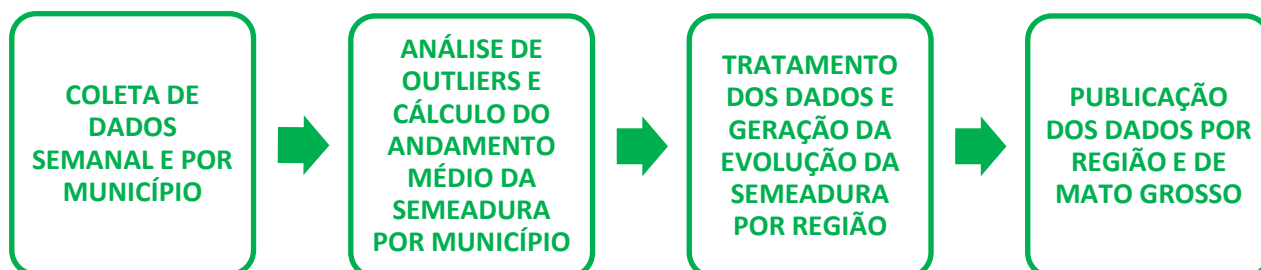 COLETA DE
DADOS
SEMANAL E POR
MUNICÍPIO
ANÁLISE DE
OUTLIERS E
CÁLCULO DO
ANDAMENTO
MÉDIO DA
SEMEADURA
POR MUNICÍPIO
TRATAMENTO
DOS DADOS E
GERAÇÃO DA
EVOLUÇÃO DA
SEMEADURA
POR REGIÃO
PUBLICAÇÃO
DOS DADOS POR
REGIÃO E DE
MATO GROSSO